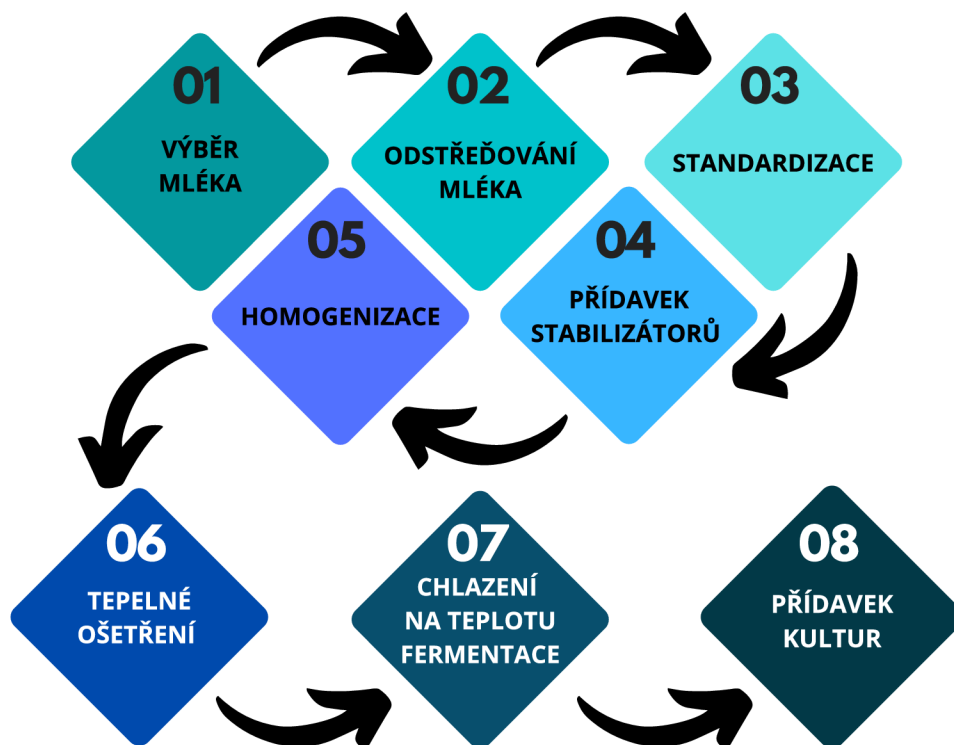 01
VÝBĚR
MLÉKA
02
ODSTŘEĎOVÁNÍ
MLÉKA
03
STANDARDIZACE
04
PŘÍDAVEK
STABILIZÁTORŮ
05
HOMOGENIZACE
06
TEPELNÉ
OŠETŘENÍ
07
CHLAZENÍ
NA TEPLOTU
FERMENTACE
08
PŘÍDAVEK
KULTUR